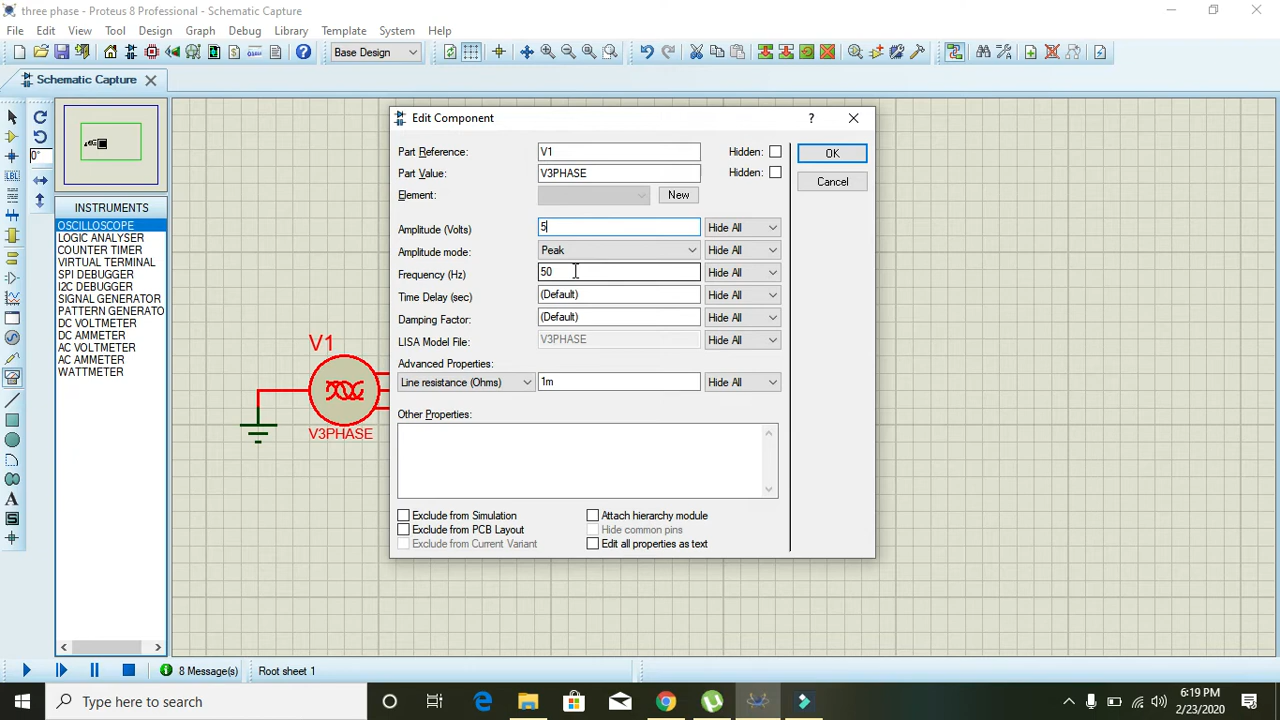 three phase - Proteus 8 Professional - Schematic Capture
File Edit View Tool Design Graph Debug Library Template System Help
Base Design
Schematic Capture
0°
INSTRUMENTS
OSCILLOSCOPE
LOGIC ANALYSER
COUNTER TIMER
VIRTUAL TERMINAL
SPI DEBUGGER
I2C DEBUGGER
SIGNAL GENERATOR
PATTERN GENERATO
DC VOLTMETER
DC AMMETER
AC VOLTMETER
AC AMMETER
WATTMETER
V1
V3PHASE
Edit Component
?
Part Reference: V1 Hidden:
Part Value: V3PHASE Hidden:
Element: New
Amplitude (Volts) 5 Hide All
Amplitude mode: Peak Hide All
Frequency (Hz) 50 Hide All
Time Delay (sec) (Default) Hide All
Damping Factor: (Default) Hide All
LISA Model File: V3PHASE Hide All
Advanced Properties:
Line resistance (Ohms) 1m Hide All
Other Properties:
Exclude from Simulation Attach hierarchy module
Exclude from PCB Layout Hide common pins
Exclude from Current Variant Edit all properties as text
OK
Cancel
8 Message(s) Root sheet 1
Type here to search
6:19 PM
2/23/2020